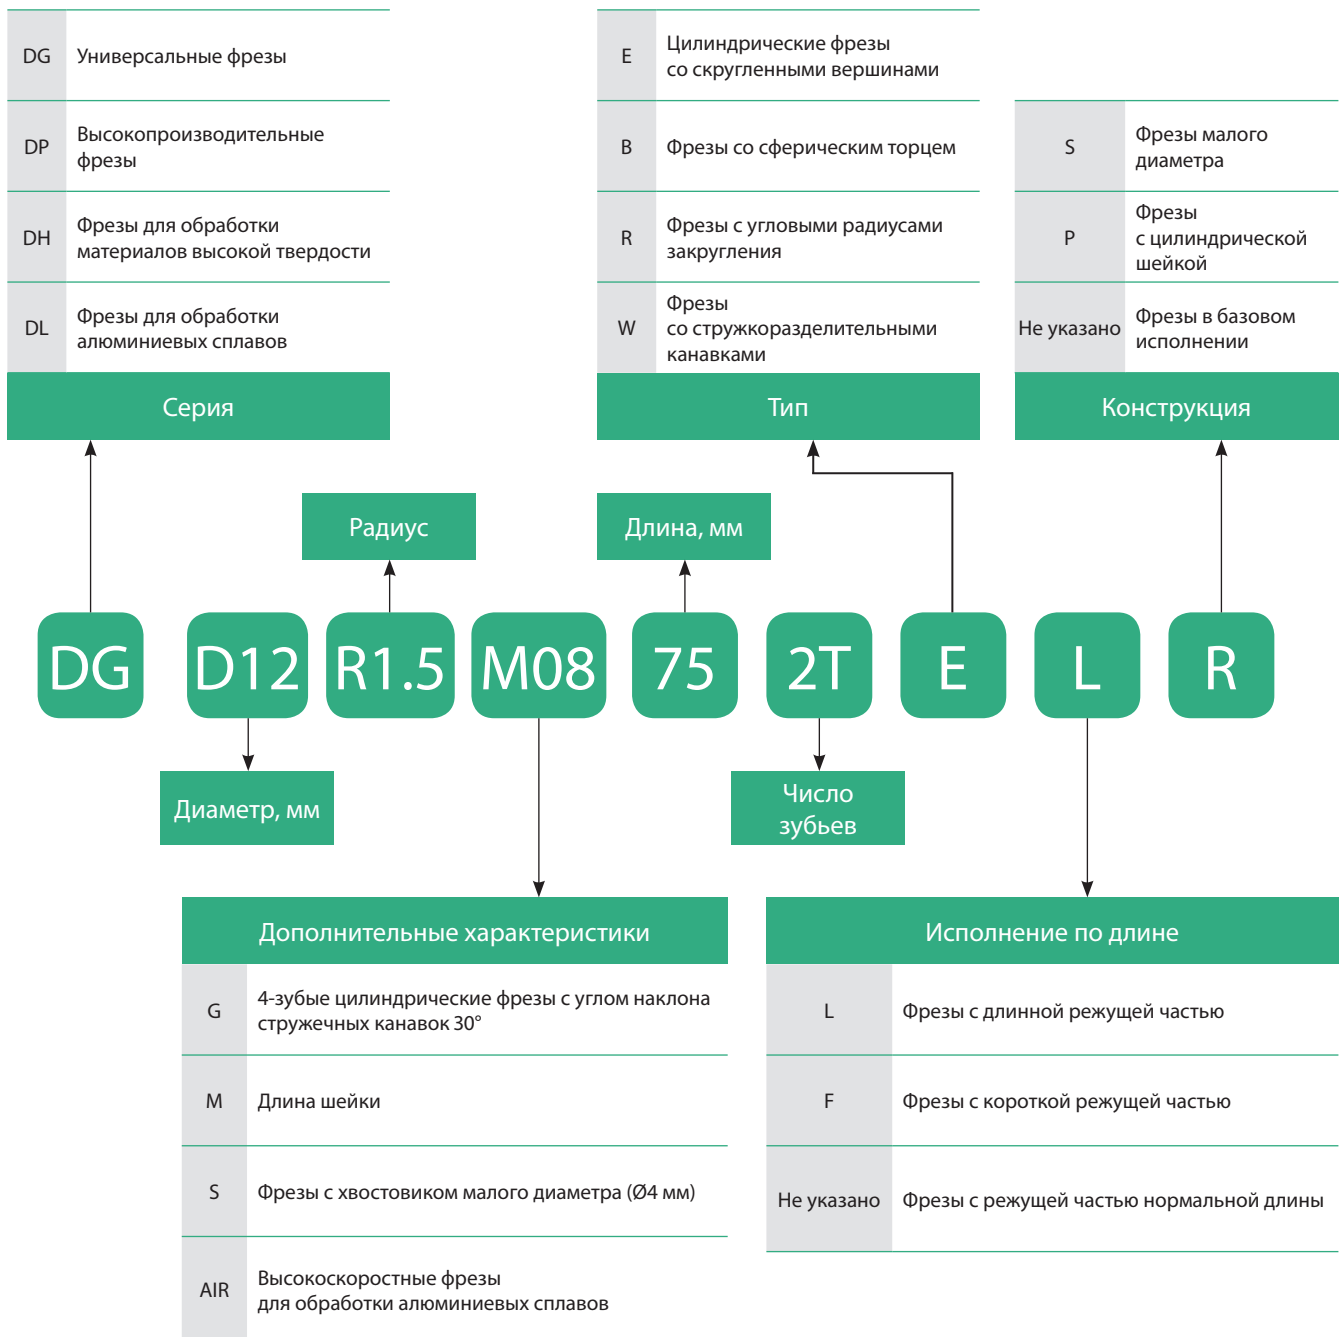 DG
Универсальные фрезы
DP
Высокопроизводительные
фрезы
DH
Фрезы для обработки
материалов высокой твердости
DL
Фрезы для обработки
алюминиевых сплавов
Серия
E
Цилиндрические фрезы
со скругленными вершинами
B
Фрезы со сферическим торцем
R
Фрезы с угловыми радиусами
закругления
W
Фрезы
со стружкоразделительными
канавками
Тип
S
Фрезы малого
диаметра
P
Фрезы
с цилиндрической
шейкой
Не указано
Фрезы в базовом
исполнении
Конструкция
Радиус
Длина, мм
DG
D12
R1.5
M08
75
2T
E
L
R
Диаметр, мм
Число
зубьев
Дополнительные характеристики
G
4-зубые цилиндрические фрезы с углом наклона
стружечных канавок 30°
M
Длина шейки
S
Фрезы с хвостовиком малого диаметра (Ø4 мм)
AIR
Высокоскоростные фрезы
для обработки алюминиевых сплавов
Исполнение по длине
L
Фрезы с длинной режущей частью
F
Фрезы с короткой режущей частью
Не указано
Фрезы с режущей частью нормальной длины